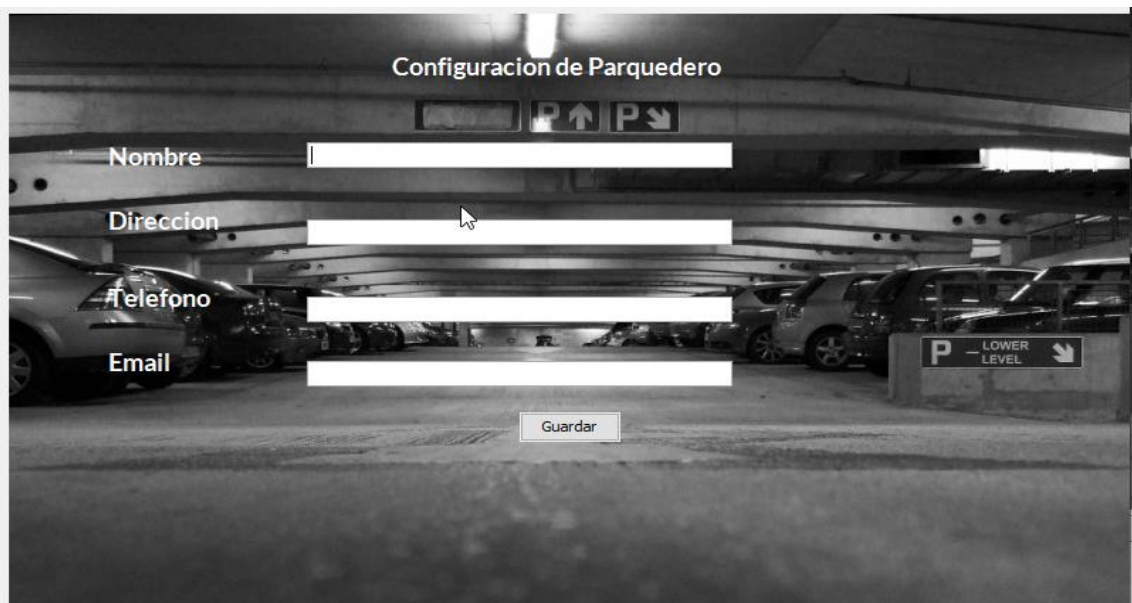 Configuracion de Parquedero
P P
Nombre
Direccion
Telefono
Email
P - LOWER
LEVEL
Guardar